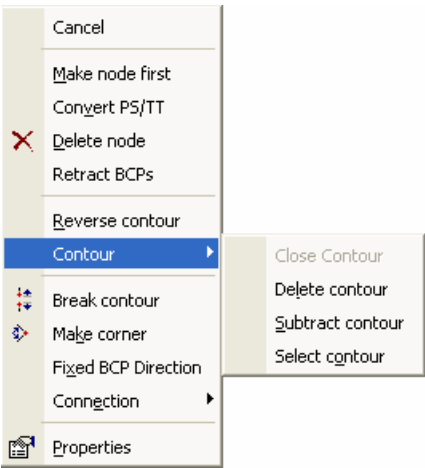 Cancel
Make node first
Convert PS/TT
Delete node
Retract BCPs
Reverse contour
Contour
Close Contour
Delete contour
Subtract contour
Select contour
Break contour
Make corner
Fixed BCP Direction
Connection
Properties